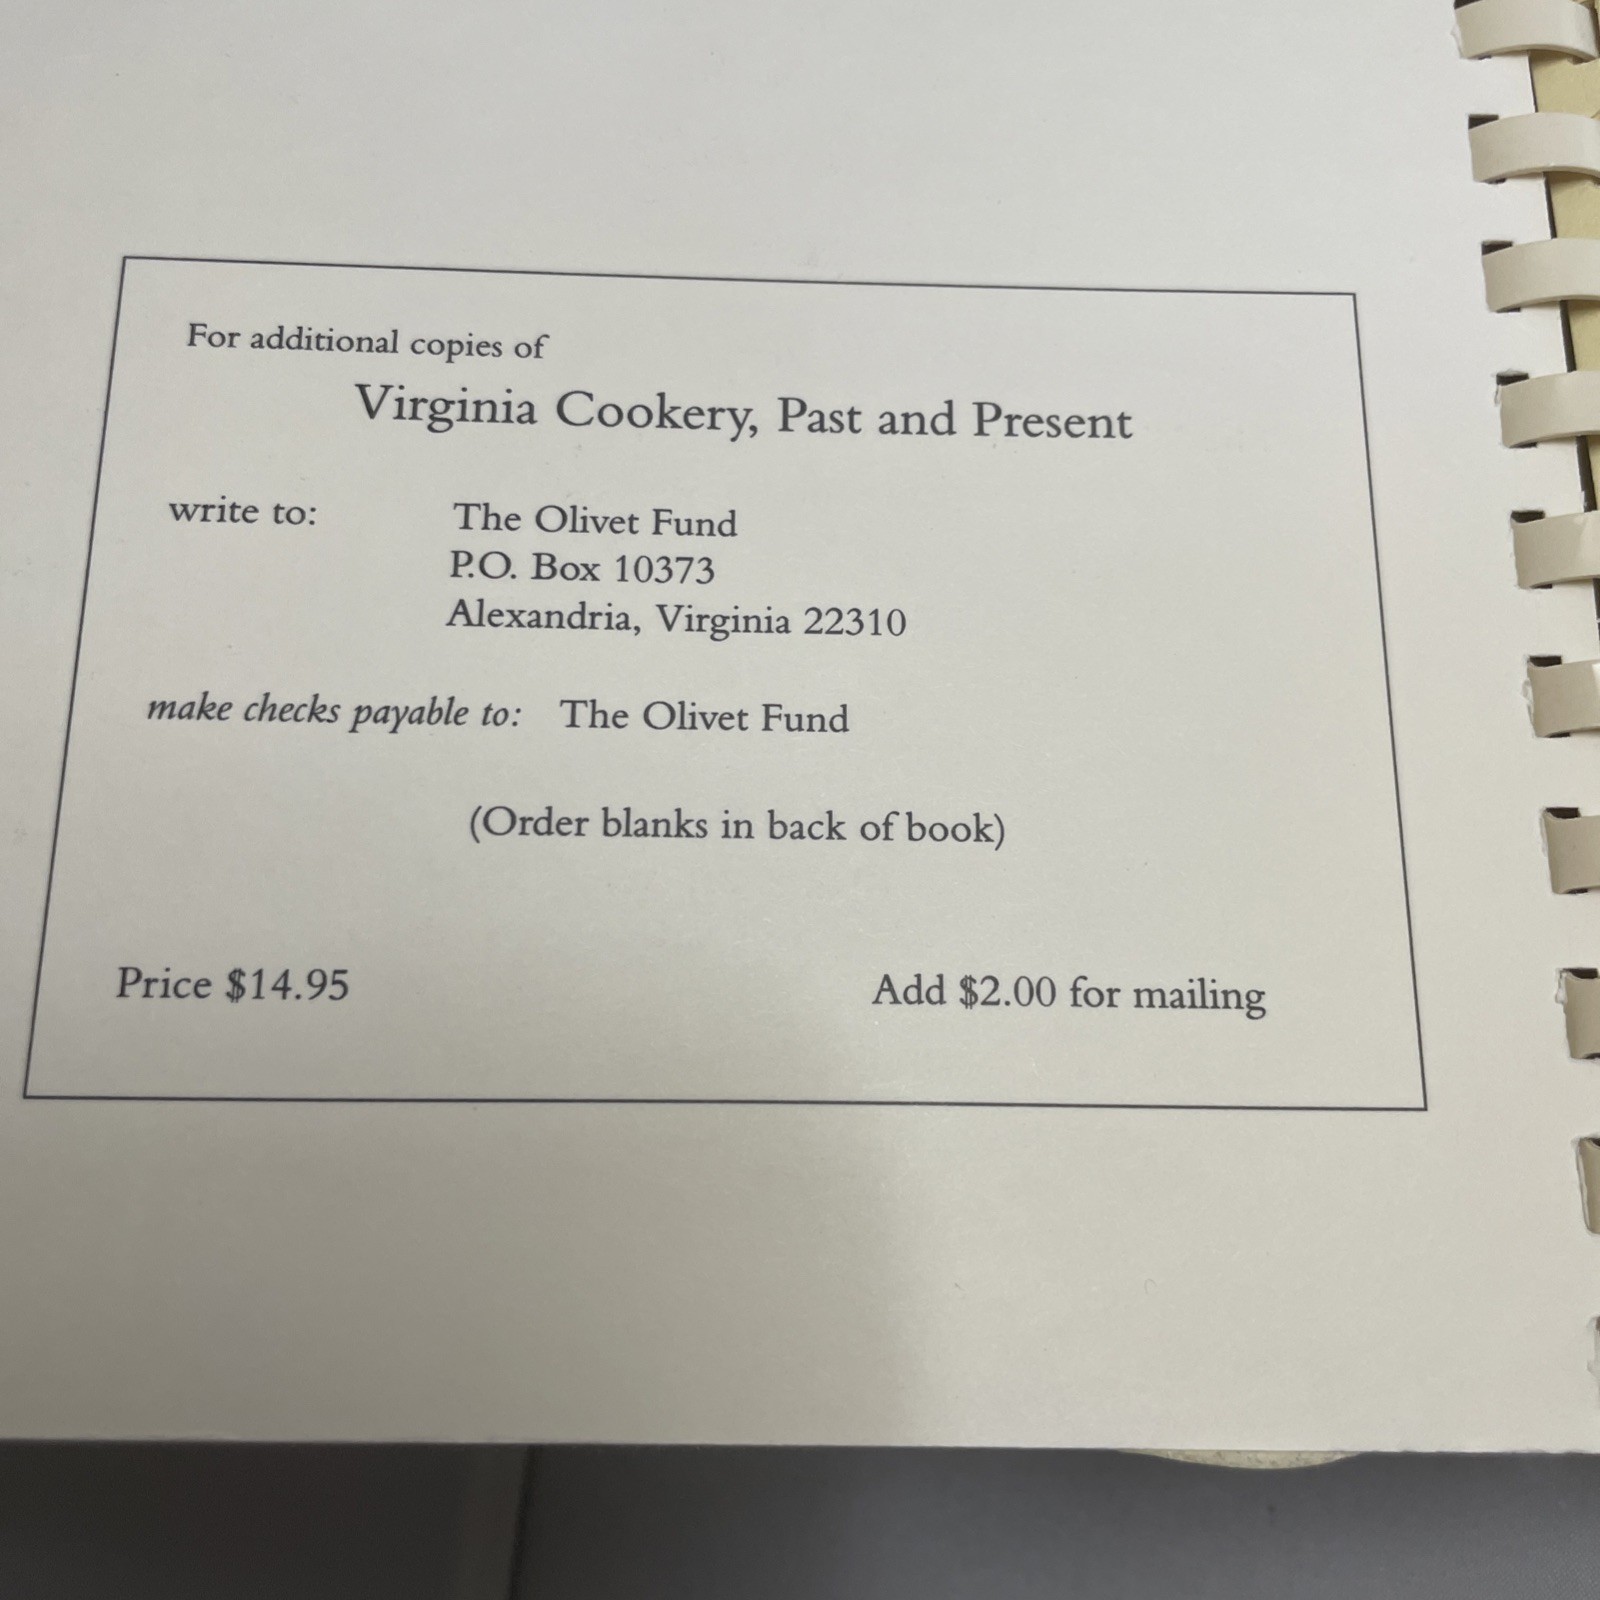 For additional copies of
Virginia Cookery, Past and Present
write to: The Olivet Fund
P.O. Box 10373
Alexandria, Virginia 22310
make checks payable to: The Olivet Fund
(Order blanks in back of book)
Price $14.95 Add $2.00 for mailing